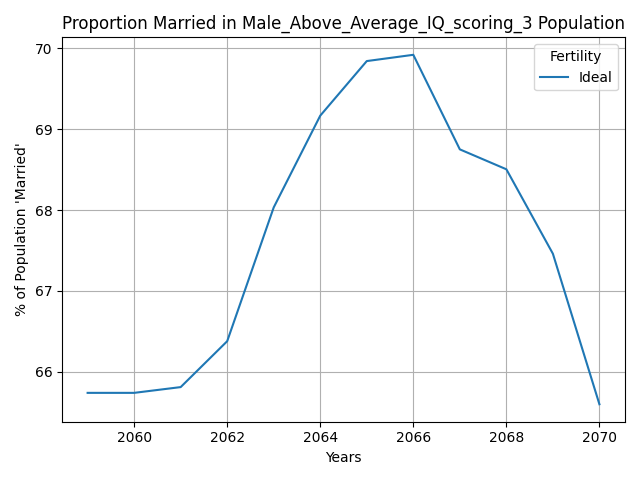 Proportion Married in Male_Above_Average_IQ_scoring_3 Population
% of Population 'Married'
70
69
68
67
66
Fertility
Ideal
2060 2062 2064 2066 2068 2070
Years